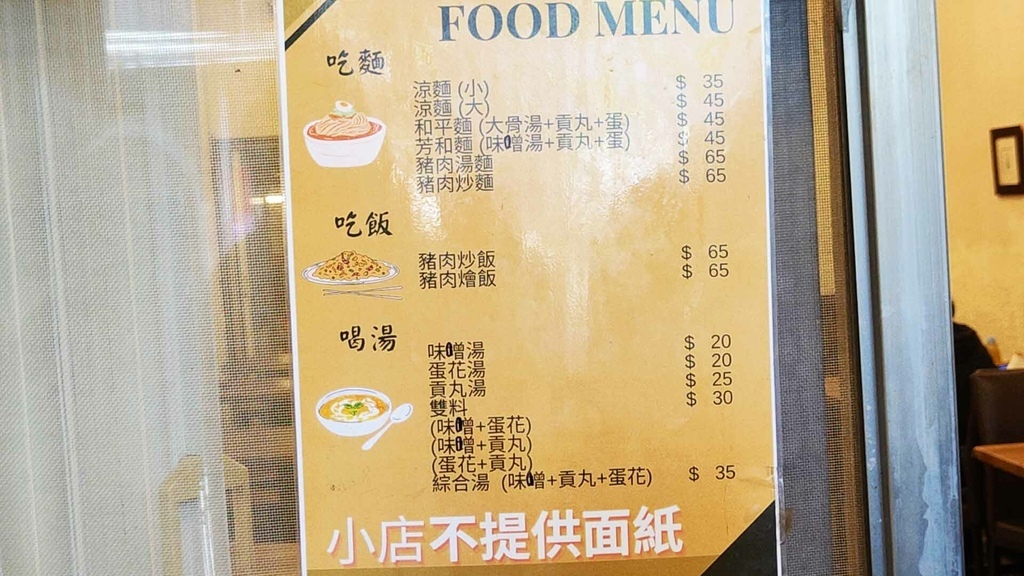 FOOD MENU
吃麵
涼麵 (小) $ 35
涼麵 (大) $ 45
和平麵 (大骨湯+貢丸+蛋) $ 45
芳和麵 (味噌湯+貢丸+蛋) $ 45
豬肉湯麵 $ 65
豬肉炒麵 $ 65
吃飯
豬肉炒飯 $ 65
豬肉燴飯 $ 65
喝湯
味噌湯 $ 20
蛋花湯 $ 20
貢丸湯 $ 25
雙料 $ 30
(味噌+蛋花)
(味噌+貢丸)
(蛋花+貢丸)
綜合湯 (味噌+貢丸+蛋花) $ 35
小店不提供面紙